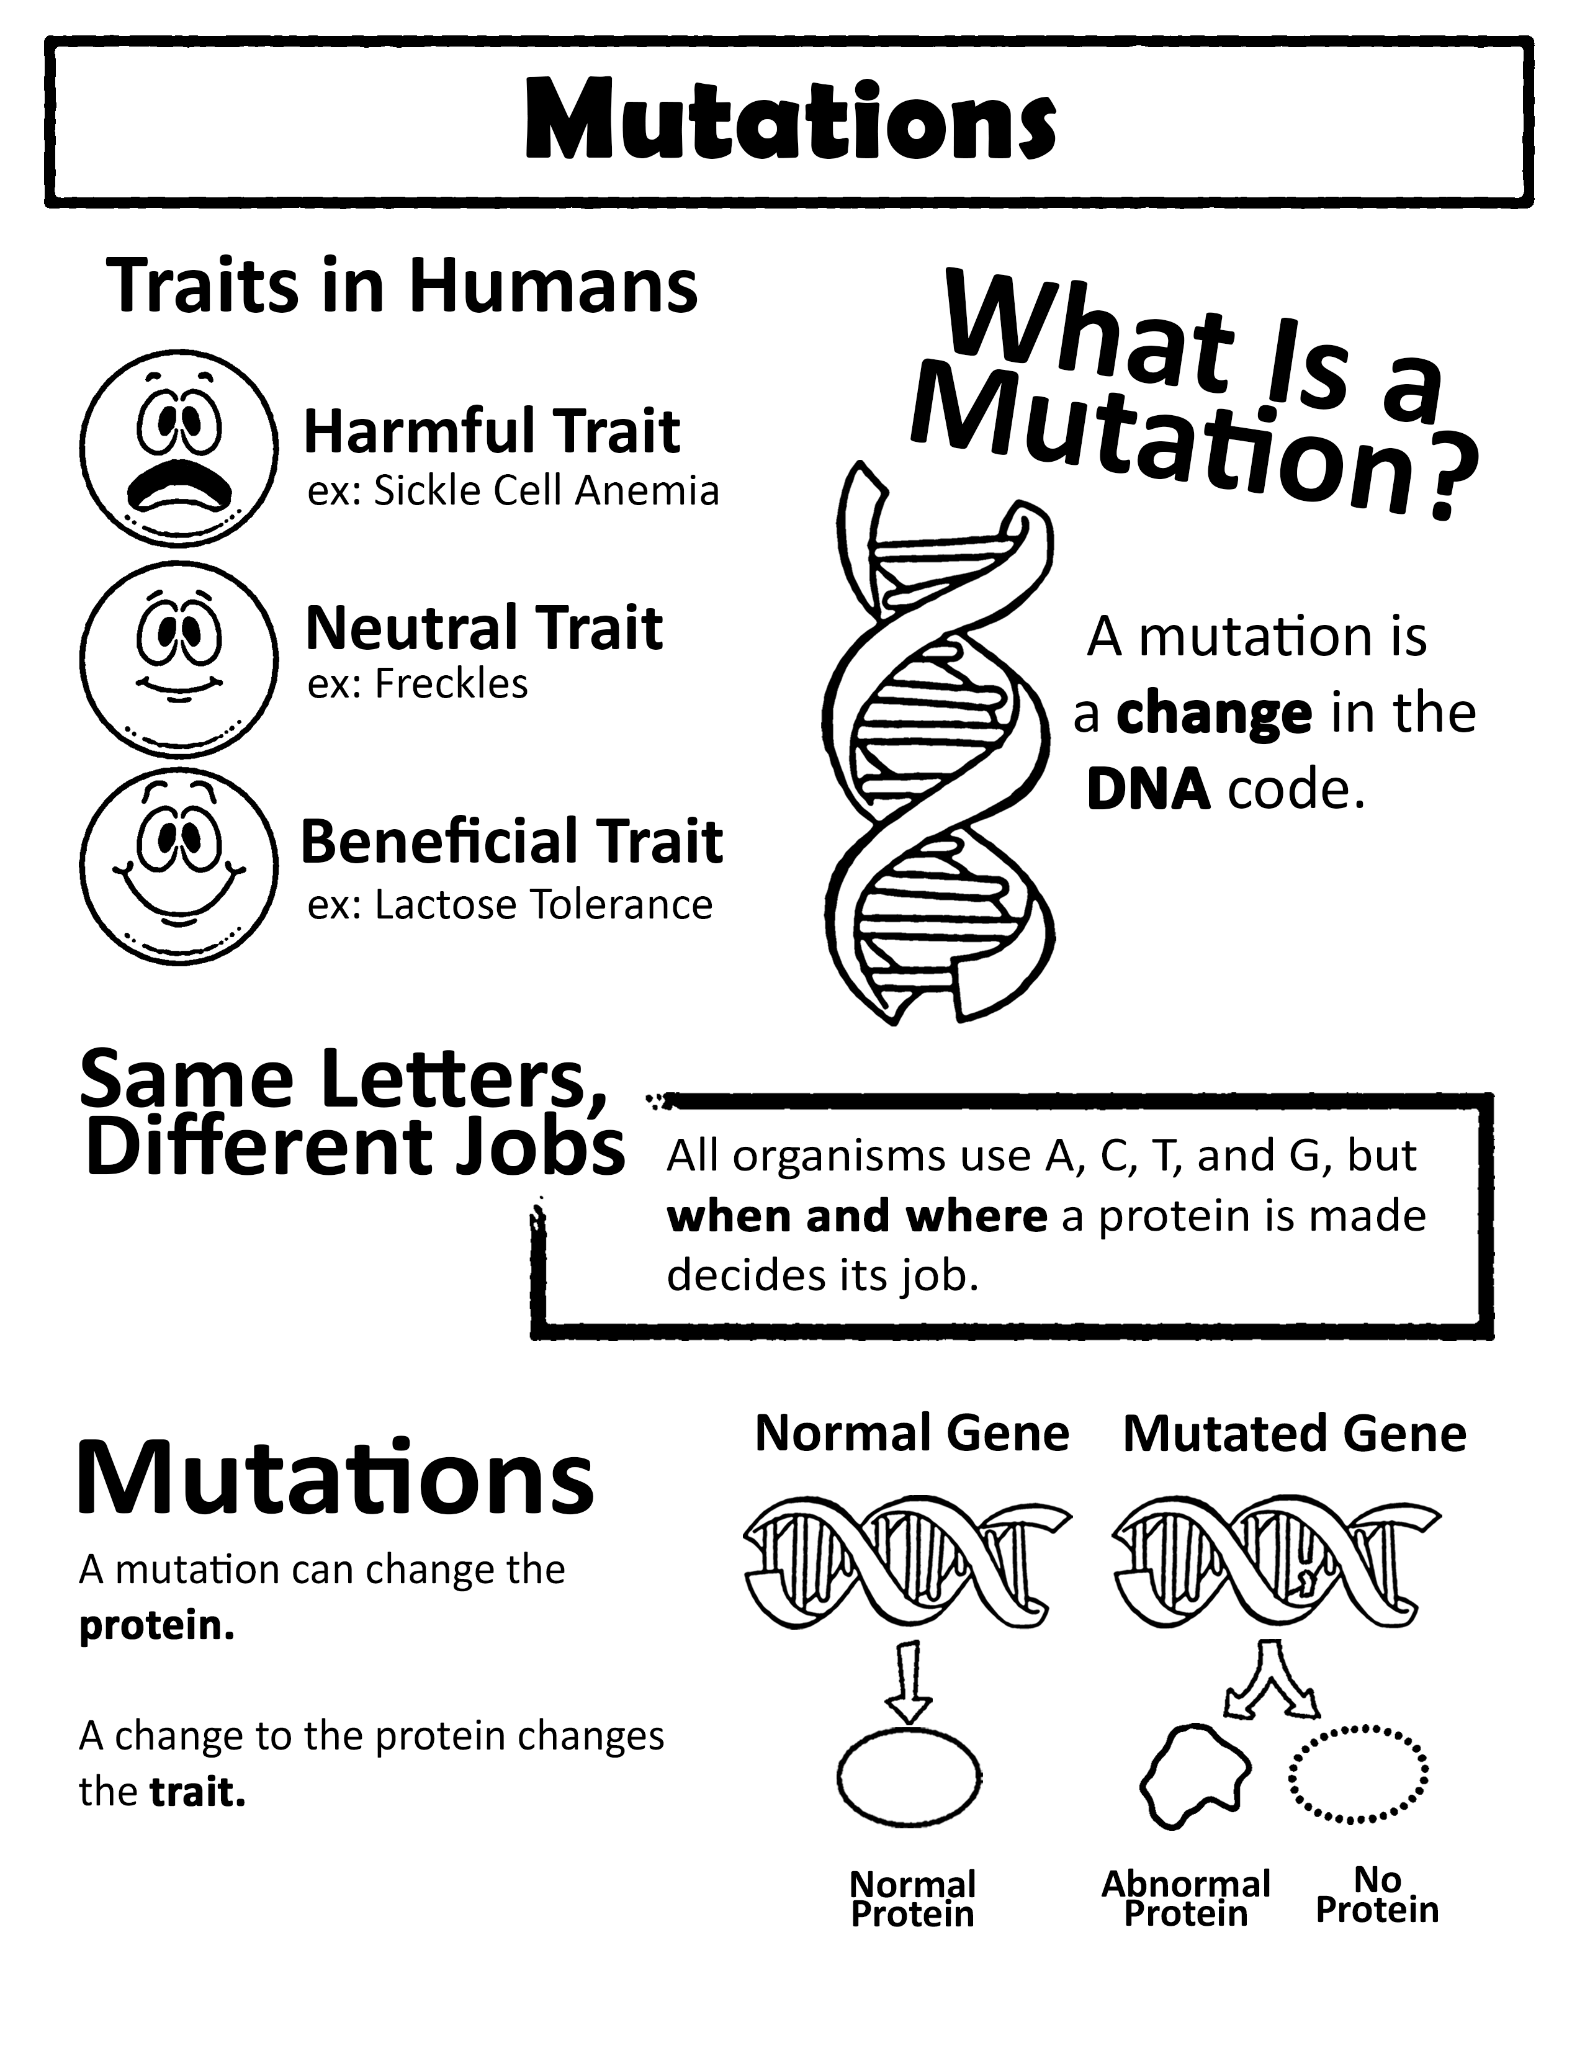 Mutations
Traits in Humans
Harmful Trait
ex: Sickle Cell Anemia
Neutral Trait
ex: Freckles
Beneficial Trait
ex: Lactose Tolerance
What Is a
Mutation?
A mutation is
a change in the
DNA code.
Same Letters,
Different Jobs
All organisms use A, C, T, and G, but
when and where a protein is made
decides its job.
Mutations
A mutation can change the
protein.
A change to the protein changes
the trait.
Normal Gene
Mutated Gene
Normal
Protein
Abnormal
Protein
No
Protein